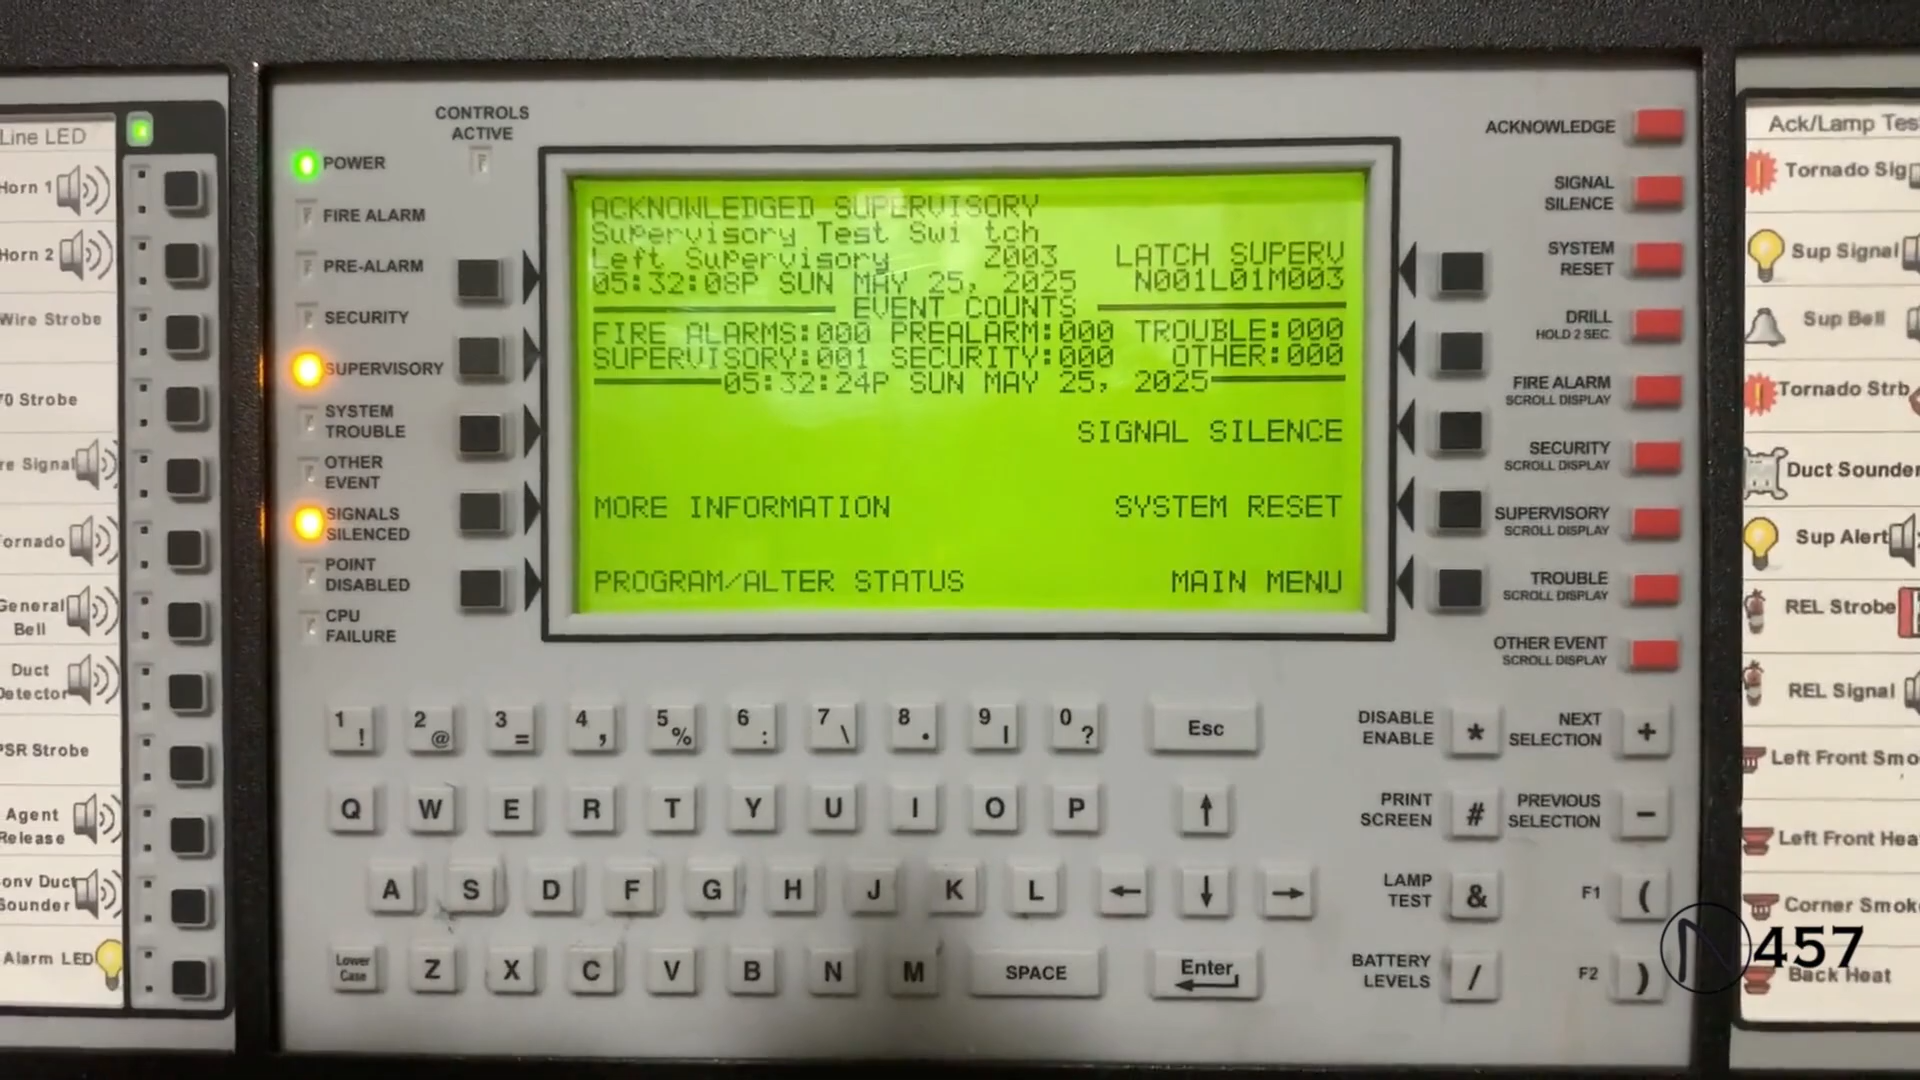 Line LED
Horn 1
Horn 2
Wire Strobe
70 Strobe
re Signal
ornado
General
Bell
Duct
Detector
PSR Strobe
Agent
Release
onv Duct
Sounder
Alarm LED
CONTROLS
ACTIVE
POWER
FIRE ALARM
PRE-ALARM
SECURITY
SUPERVISORY
SYSTEM
TROUBLE
OTHER
EVENT
SIGNALS
SILENCED
POINT
DISABLED
CPU
FAILURE
ACKNOWLEDGED SUPERVISORY
Supervisory Test Swi tch
Left Supervisory Z003 LATCH SUPERV
05:32:08P SUN MAY 25, 2025 N001L01M003
EVENT COUNTS
FIRE ALARMS:000 PREALARM:000 TROUBLE:000
SUPERVISORY:001 SECURITY:000 OTHER:000
05:32:24P SUN MAY 25, 2025
SIGNAL SILENCE
MORE INFORMATION SYSTEM RESET
PROGRAM/ALTER STATUS MAIN MENU
ACKNOWLEDGE
SIGNAL
SILENCE
SYSTEM
RESET
DRILL
HOLD 2 SEC.
FIRE ALARM
SCROLL DISPLAY
SECURITY
SCROLL DISPLAY
SUPERVISORY
SCROLL DISPLAY
TROUBLE
SCROLL DISPLAY
OTHER EVENT
SCROLL DISPLAY
1 ! 2 @ 3 = 4 , 5 % 6 : 7 \ 8 . 9 | 0 ? Esc
Q W E R T Y U I O P ↑
A S D F G H J K L ← ↓ →
Lower
Case
Z X C V B N M SPACE Enter
DISABLE
ENABLE
*
NEXT
SELECTION
+
PRINT
SCREEN
#
PREVIOUS
SELECTION
−
LAMP
TEST
&
F1 (
BATTERY
LEVELS
/
F2 )
Ack/Lamp Tes
Tornado Sig
Sup Signal
Sup Bell
Tornado Strb
Duct Sounder
Sup Alert
REL Strobe
REL Signal
Left Front Smo
Left Front Hea
Corner Smok
Back Heat
N457